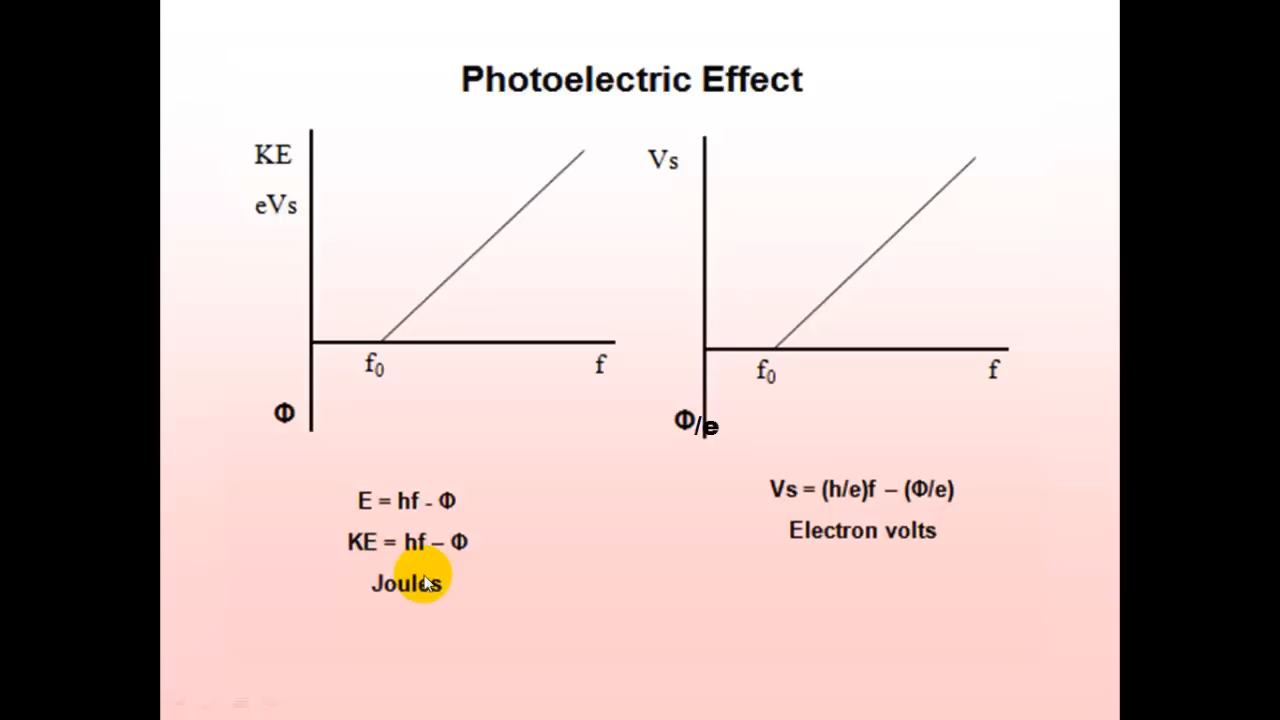 Photoelectric Effect
KE
eVs
f₀
f
Φ
E = hf - Φ
KE = hf – Φ
Joules
Vs
f₀
f
Φ/e
Vs = (h/e)f – (Φ/e)
Electron volts